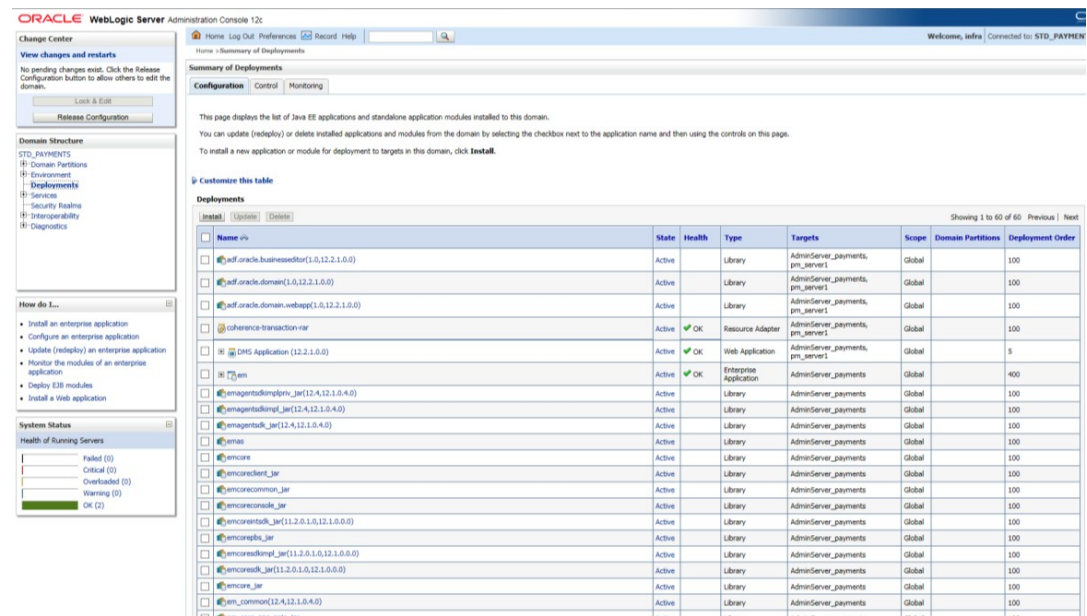 ORACLE WebLogic Server Administration Console 12c
Change Center
View changes and restarts
No pending changes exist. Click the Release
Configuration button to allow others to edit the
domain.
Lock & Edit
Release Configuration
Domain Structure
STD_PAYMENTS
Domain Partitions
Environment
Deployments
Services
Security Realms
Interoperability
Diagnostics
How do I...
Install an enterprise application
Configure an enterprise application
Update (redeploy) an enterprise application
Monitor the modules of an enterprise
application
Deploy EJB modules
Install a Web application
System Status
Health of Running Servers
Failed (0)
Critical (0)
Overloaded (0)
Warning (0)
OK (2)
Home Log Out Preferences Record Help
Welcome, infra Connected to: STD_PAYMENT
Home >Summary of Deployments
Summary of Deployments
Configuration Control Monitoring
This page displays the list of Java EE applications and standalone application modules installed to this domain.
You can update (redeploy) or delete installed applications and modules from the domain by selecting the checkbox next to the application name and then using the controls on this page.
To install a new application or module for deployment to targets in this domain, click Install.
Customize this table
Deployments
Install Update Delete Showing 1 to 60 of 60 Previous | Next
Name State Health Type Targets Scope Domain Partitions Deployment Order
adf.oracle.businesseditor(1.0,12.2.1.0.0) Active Library AdminServer_payments, pm_server1 Global 100
adf.oracle.domain(1.0,12.2.1.0.0) Active Library AdminServer_payments, pm_server1 Global 100
adf.oracle.domain.webapp(1.0,12.2.1.0.0) Active Library AdminServer_payments, pm_server1 Global 100
coherence-transaction-rar Active OK Resource Adapter AdminServer_payments, pm_server1 Global 100
DMS Application (12.2.1.0.0) Active OK Web Application AdminServer_payments, pm_server1 Global 5
em Active OK Enterprise Application AdminServer_payments Global 400
emagentsdkimplpriv_jar(12.4,12.1.0.4.0) Active Library AdminServer_payments Global 100
emagentsdkimpl_jar(12.4,12.1.0.4.0) Active Library AdminServer_payments Global 100
emagentsdk_jar(12.4,12.1.0.4.0) Active Library AdminServer_payments Global 100
emas Active Library AdminServer_payments Global 100
emcore Active Library AdminServer_payments Global 100
emcoreclient_jar Active Library AdminServer_payments Global 100
emcorecommon_jar Active Library AdminServer_payments Global 100
emcoreconsole_jar Active Library AdminServer_payments Global 100
emcoreintsdk_jar(11.2.0.1.0,12.1.0.0.0) Active Library AdminServer_payments Global 100
emcorepbs_jar Active Library AdminServer_payments Global 100
emcoresdkimpl_jar(11.2.0.1.0,12.1.0.0.0) Active Library AdminServer_payments Global 100
emcoresdk_jar(11.2.0.1.0,12.1.0.0.0) Active Library AdminServer_payments Global 100
emcore_jar Active Library AdminServer_payments Global 100
em_common(12.4,12.1.0.4.0) Active Library AdminServer_payments Global 100